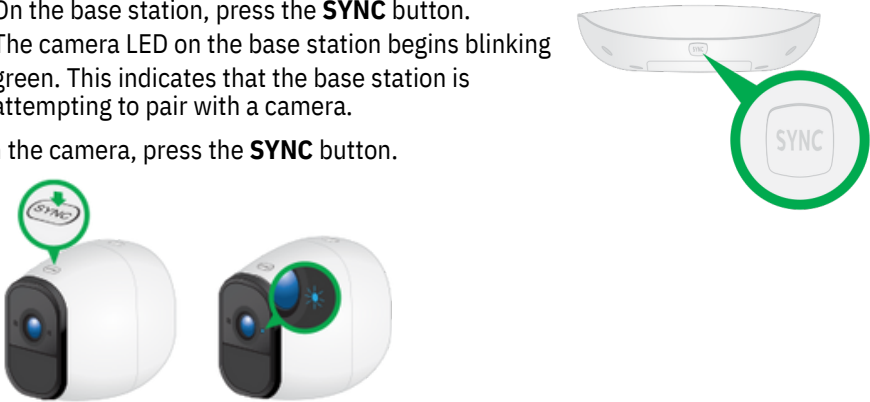 On the base station, press the SYNC button.
The camera LED on the base station begins blinking
green. This indicates that the base station is
attempting to pair with a camera.
the camera, press the SYNC button.
SYNC
SYNC
SYNC